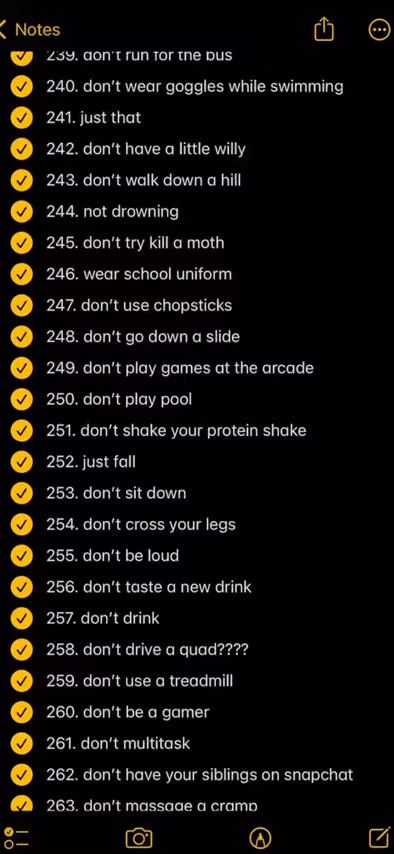 Notes
239. don't run for the bus
240. don't wear goggles while swimming
241. just that
242. don't have a little willy
243. don't walk down a hill
244. not drowning
245. don't try kill a moth
246. wear school uniform
247. don't use chopsticks
248. don't go down a slide
249. don't play games at the arcade
250. don't play pool
251. don't shake your protein shake
252. just fall
253. don't sit down
254. don't cross your legs
255. don't be loud
256. don't taste a new drink
257. don't drink
258. don't drive a quad????
259. don't use a treadmill
260. don't be a gamer
261. don't multitask
262. don't have your siblings on snapchat
263. don't massage a cramp